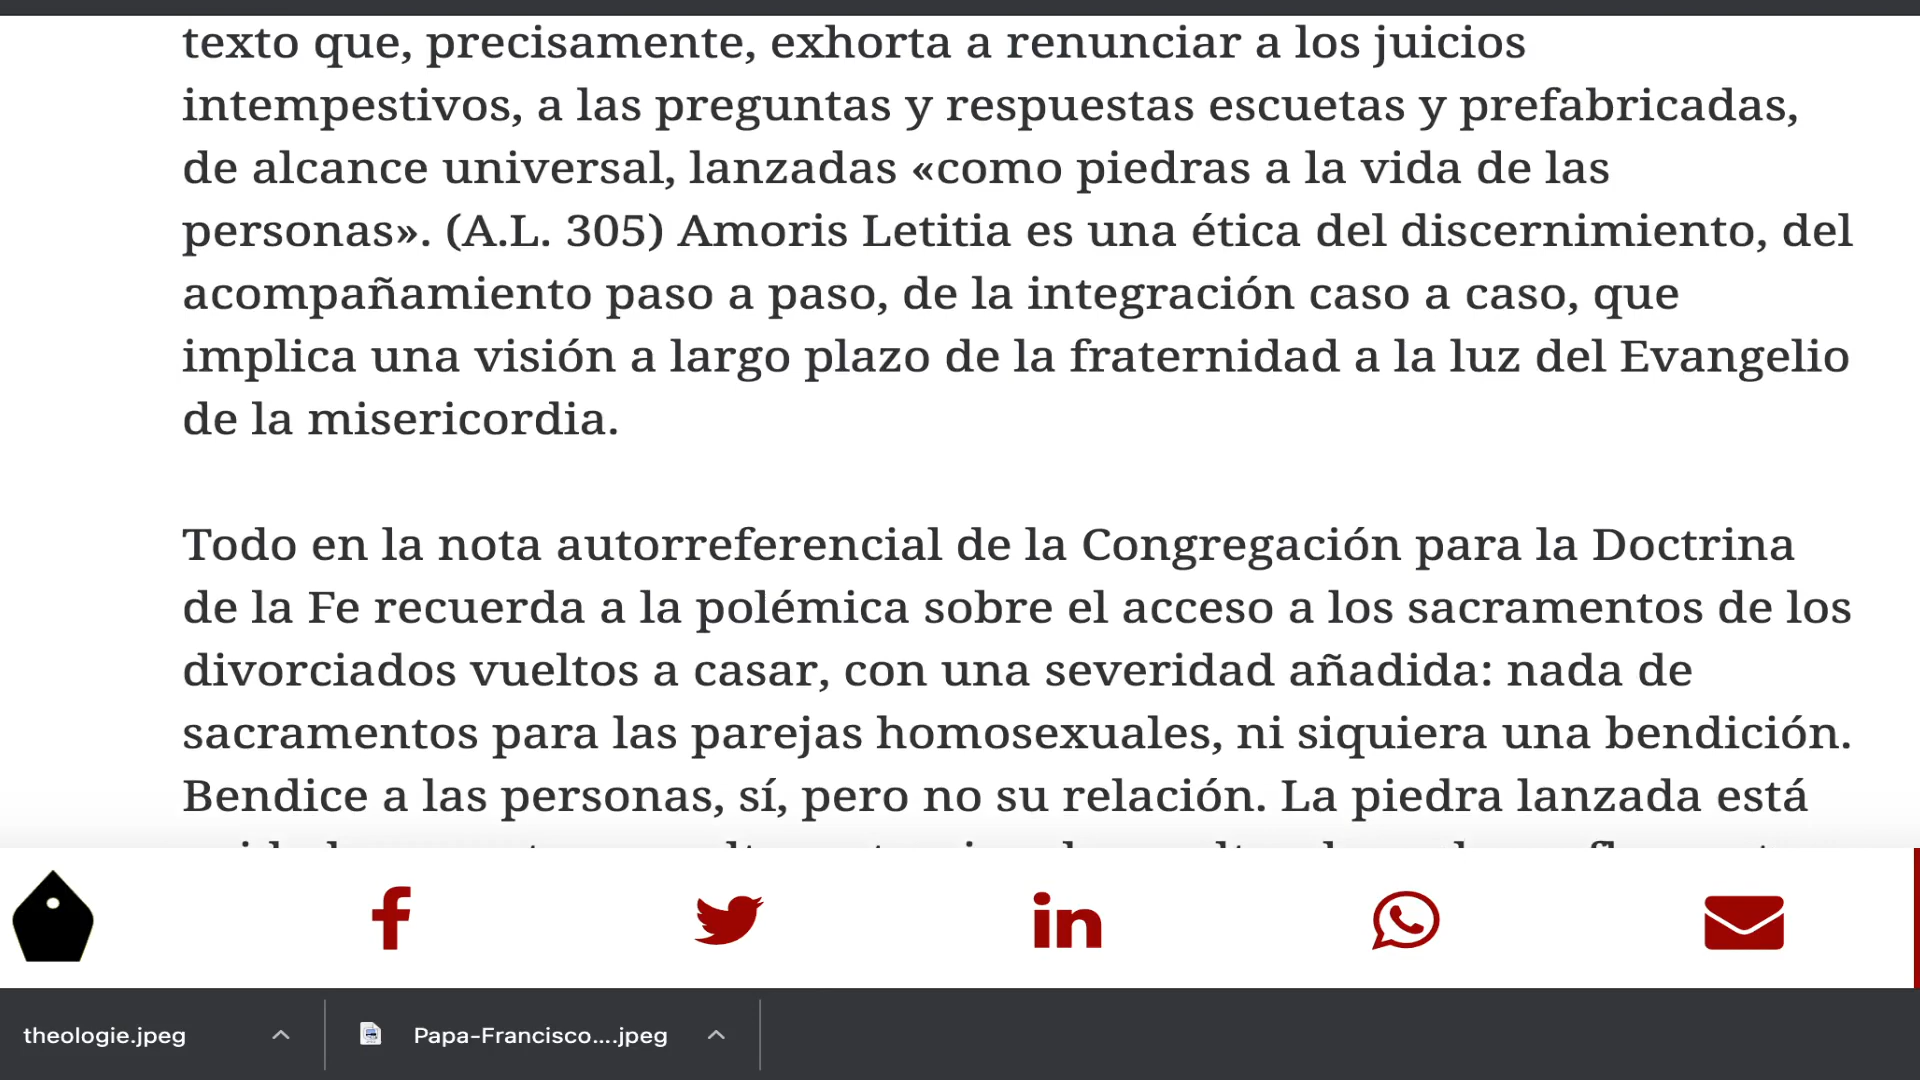 texto que, precisamente, exhorta a renunciar a los juicios
intempestivos, a las preguntas y respuestas escuetas y prefabricadas,
de alcance universal, lanzadas «como piedras a la vida de las
personas». (A.L. 305) Amoris Letitia es una ética del discernimiento, del
acompañamiento paso a paso, de la integración caso a caso, que
implica una visión a largo plazo de la fraternidad a la luz del Evangelio
de la misericordia.
Todo en la nota autorreferencial de la Congregación para la Doctrina
de la Fe recuerda a la polémica sobre el acceso a los sacramentos de los
divorciados vueltos a casar, con una severidad añadida: nada de
sacramentos para las parejas homosexuales, ni siquiera una bendición.
Bendice a las personas, sí, pero no su relación. La piedra lanzada está
theologie.jpeg
Papa-Francisco....jpeg